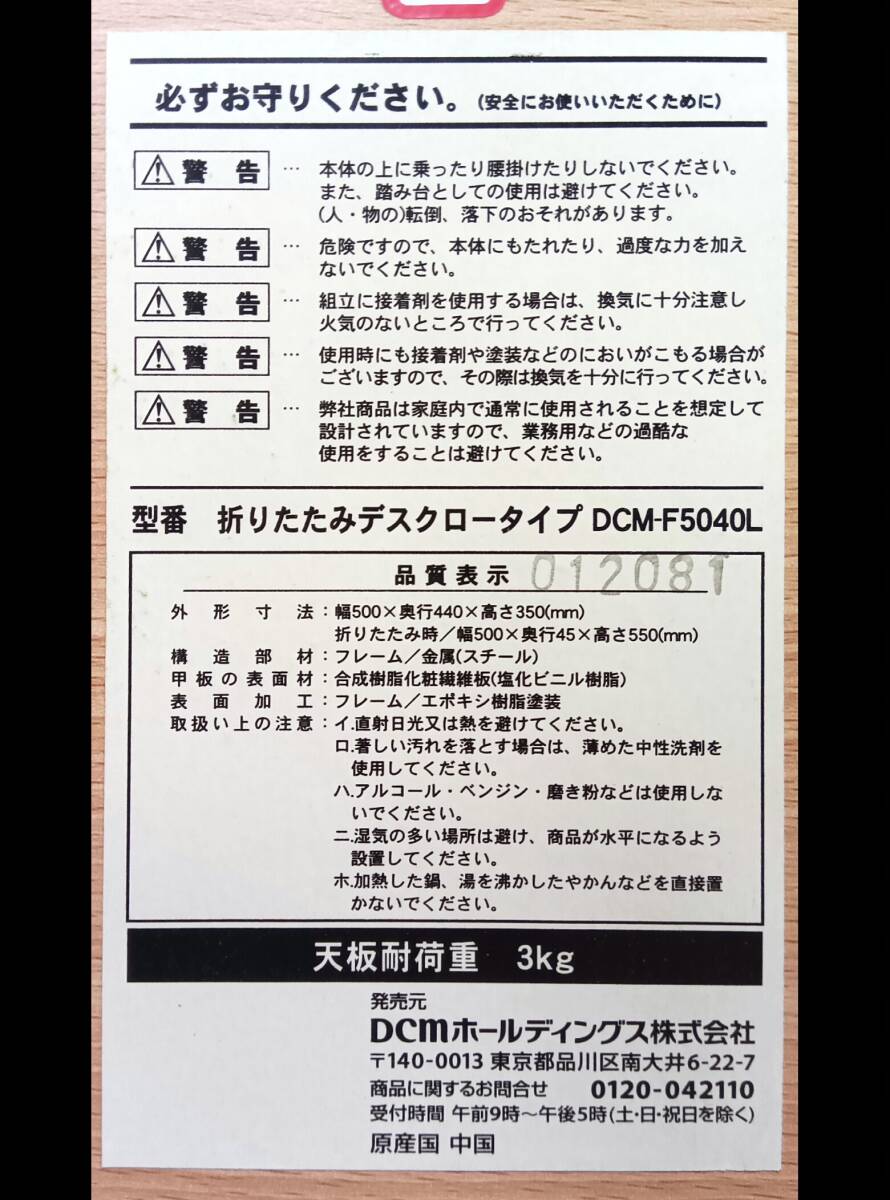 必ずお守りください。(安全にお使いいただくために)
警 告 … 本体の上に乗ったり腰掛けたりしないでください。
また、踏み台としての使用は避けてください。
(人・物の)転倒、落下のおそれがあります。
警 告 … 危険ですので、本体にもたれたり、過度な力を加え
ないでください。
警 告 … 組立に接着剤を使用する場合は、換気に十分注意し
火気のないところで行ってください。
警 告 … 使用時にも接着剤や塗装などのにおいがこもる場合が
ございますので、その際は換気を十分に行ってください。
警 告 … 弊社商品は家庭内で通常に使用されることを想定して
設計されていますので、業務用などの過酷な
使用をすることは避けてください。
型番 折りたたみデスクロータイプ DCM-F5040L
品質表示 012081
外形寸法：幅500×奥行440×高さ350(mm)
折りたたみ時／幅500×奥行45×高さ550(mm)
構造部材：フレーム／金属(スチール)
甲板の表面材：合成樹脂化粧繊維板(塩化ビニル樹脂)
表面加工：フレーム／エポキシ樹脂塗装
取扱い上の注意：イ.直射日光又は熱を避けてください。
ロ.著しい汚れを落とす場合は、薄めた中性洗剤を
使用してください。
ハ.アルコール・ベンジン・磨き粉などは使用しな
いでください。
ニ.湿気の多い場所は避け、商品が水平になるよう
設置してください。
ホ.加熱した鍋、湯を沸かしたやかんなどを直接置
かないでください。
天板耐荷重 3kg
発売元
DCMホールディングス株式会社
〒140-0013 東京都品川区南大井6-22-7
商品に関するお問合せ 0120-042110
受付時間 午前9時～午後5時(土・日・祝日を除く)
原産国 中国